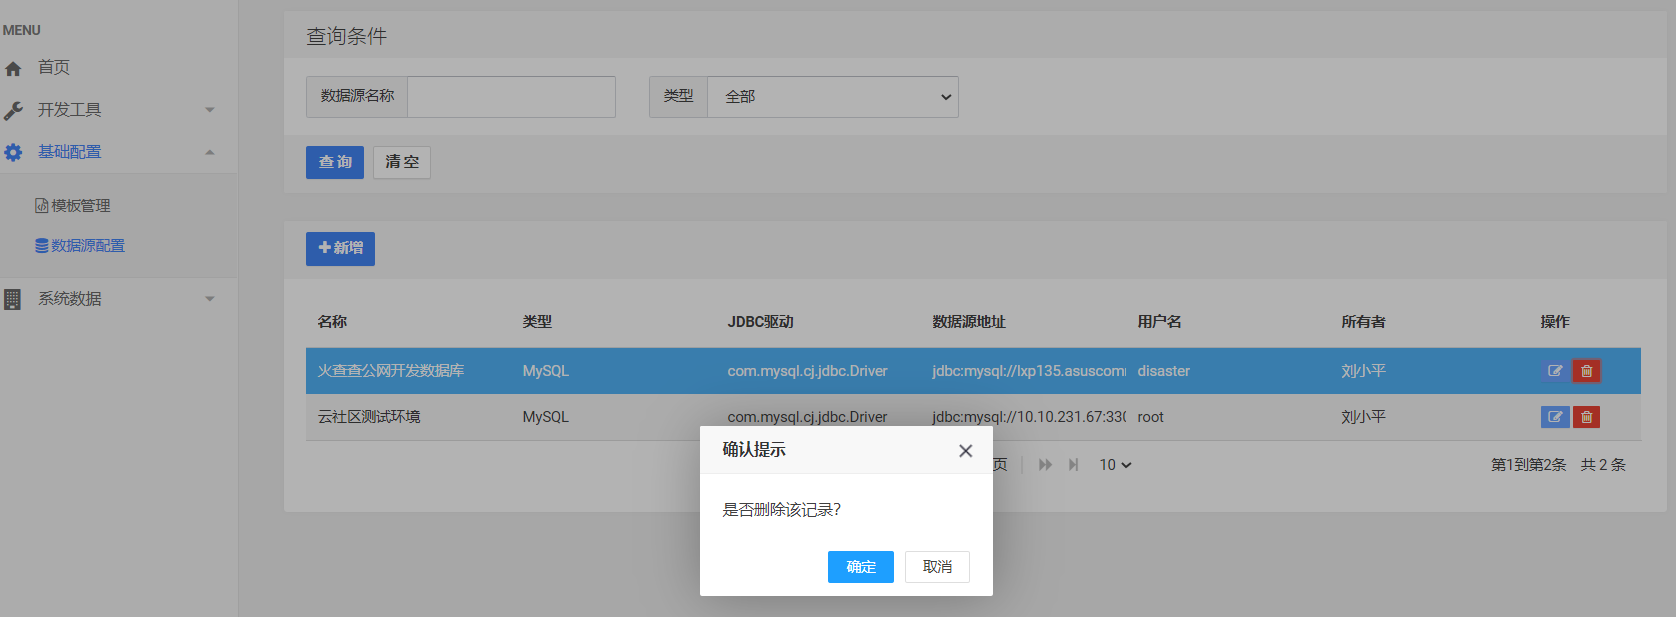 MENU
首页
开发工具
基础配置
模板管理
数据源配置
系统数据
查询条件
数据源名称
类型 全部
查询 清空
新增
名称 类型 JDBC驱动 数据源地址 用户名 所有者 操作
火查查公网开发数据库 MySQL com.mysql.cj.jdbc.Driver jdbc:mysql://lxp135.asuscom disaster 刘小平
云社区测试环境 MySQL com.mysql.cj.jdbc.Driver jdbc:mysql://10.10.231.67:330 root 刘小平
页 10 第1到第2条 共 2 条
确认提示
是否删除该记录?
确定 取消